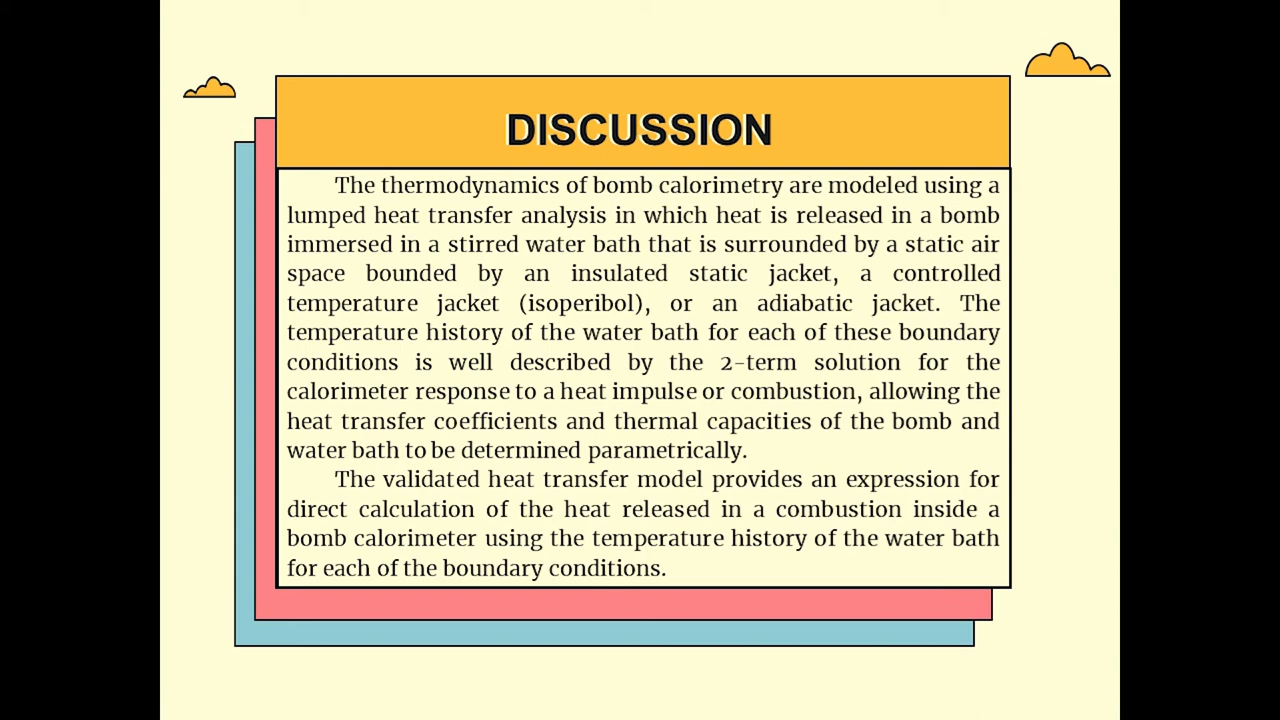 DISCUSSION
The thermodynamics of bomb calorimetry are modeled using a
lumped heat transfer analysis in which heat is released in a bomb
immersed in a stirred water bath that is surrounded by a static air
space bounded by an insulated static jacket, a controlled
temperature jacket (isoperibol), or an adiabatic jacket. The
temperature history of the water bath for each of these boundary
conditions is well described by the 2-term solution for the
calorimeter response to a heat impulse or combustion, allowing the
heat transfer coefficients and thermal capacities of the bomb and
water bath to be determined parametrically.
The validated heat transfer model provides an expression for
direct calculation of the heat released in a combustion inside a
bomb calorimeter using the temperature history of the water bath
for each of the boundary conditions.